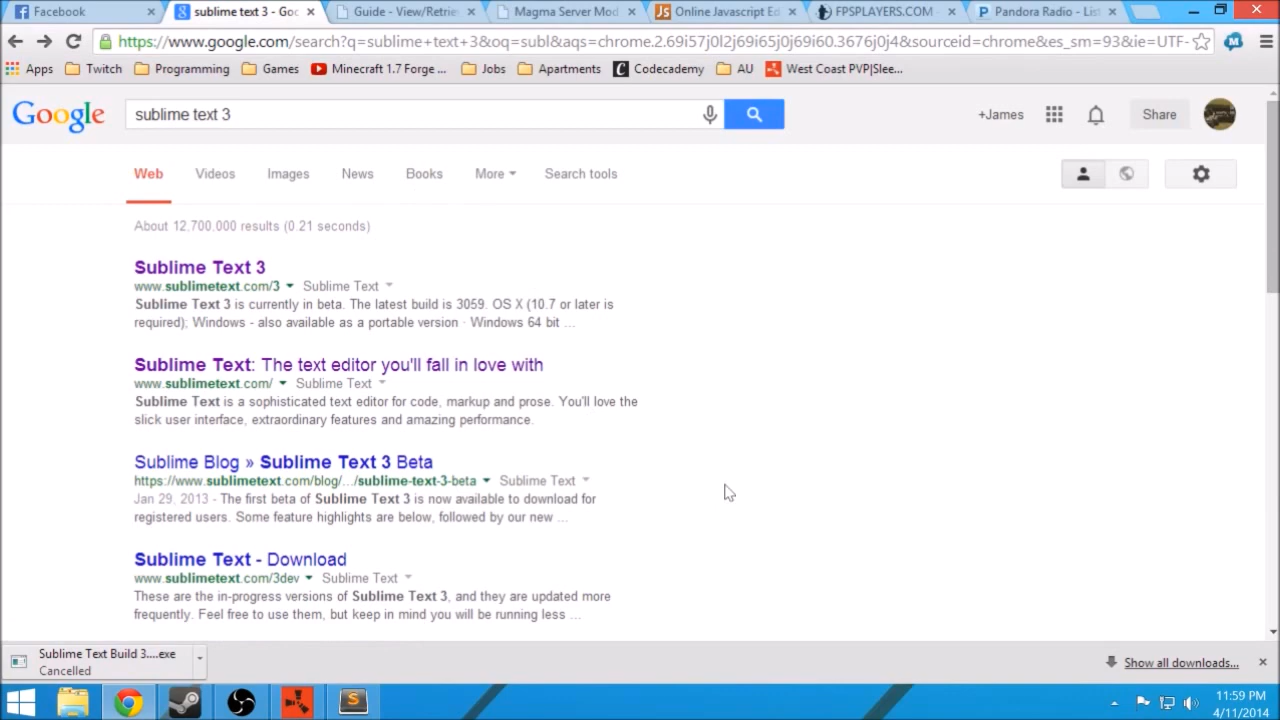 Facebook
sublime text 3 - Goo
Guide - View/Retrie
Magma Server Mod
JS Online Javascript Ed
FPSPLAYERS.COM -
P Pandora Radio - List
https://www.google.com/search?q=sublime+text+3&oq=subl&aqs=chrome.2.69i57j0l2j69i65j0j69i60.3676j0j4&sourceid=chrome&es_sm=93&ie=UTF-
Apps Twitch Programming Games Minecraft 1.7 Forge ... Jobs Apartments Codecademy AU West Coast PVP|Slee...
Google sublime text 3 +James Share
Web Videos Images News Books More Search tools
About 12,700,000 results (0.21 seconds)
Sublime Text 3
www.sublimetext.com/3 Sublime Text
Sublime Text 3 is currently in beta. The latest build is 3059. OS X (10.7 or later is
required); Windows - also available as a portable version · Windows 64 bit ...
Sublime Text: The text editor you'll fall in love with
www.sublimetext.com/ Sublime Text
Sublime Text is a sophisticated text editor for code, markup and prose. You'll love the
slick user interface, extraordinary features and amazing performance.
Sublime Blog » Sublime Text 3 Beta
https://www.sublimetext.com/blog/.../sublime-text-3-beta Sublime Text
Jan 29, 2013 - The first beta of Sublime Text 3 is now available to download for
registered users. Some feature highlights are below, followed by our new ...
Sublime Text - Download
www.sublimetext.com/3dev Sublime Text
These are the in-progress versions of Sublime Text 3, and they are updated more
frequently. Feel free to use them, but keep in mind you will be running less ...
Sublime Text Build 3....exe
Cancelled
Show all downloads...
11:59 PM
4/11/2014